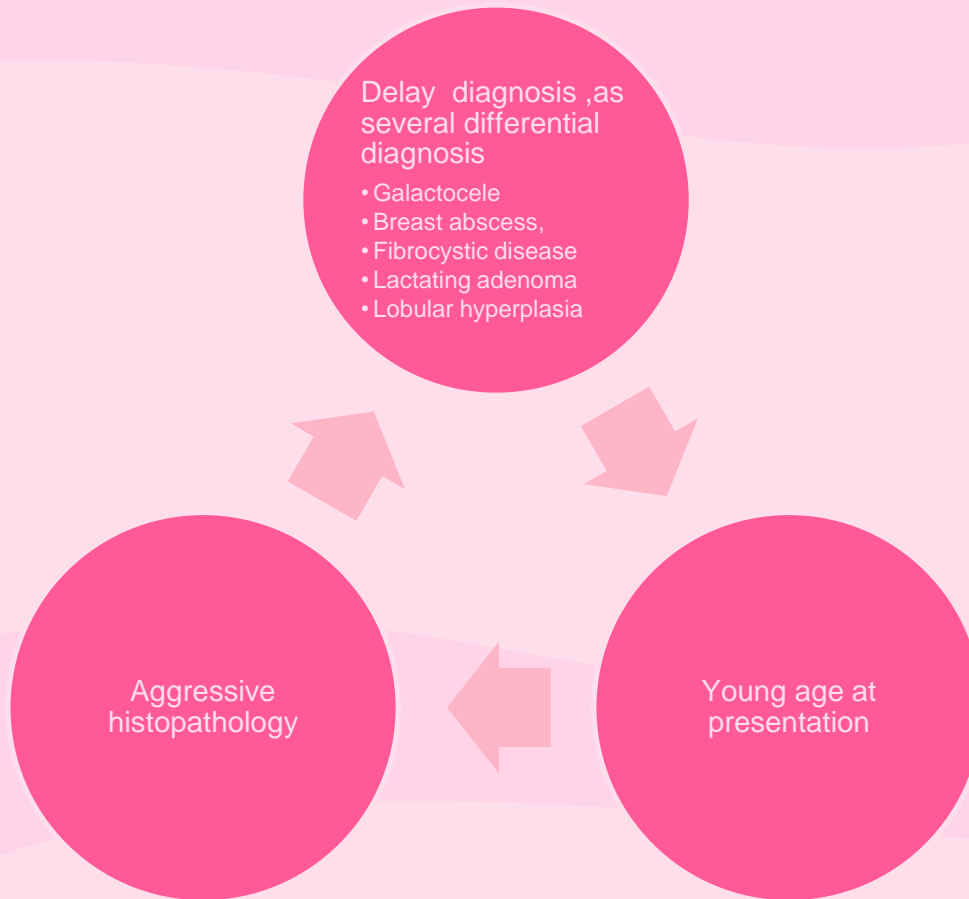 Delay  diagnosis ,as
several differential
diagnosis
• Galactocele
• Breast abscess,
• Fibrocystic disease
• Lactating adenoma
• Lobular hyperplasia
Young age at
presentation
Aggressive
histopathology